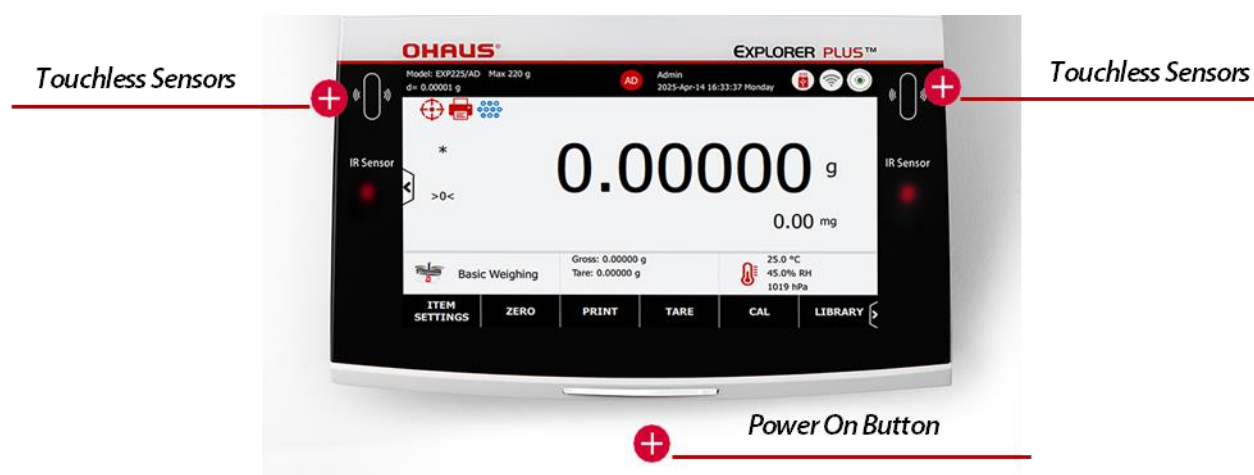 OHAUS®
EXPLORER PLUS™
Touchless Sensors
Touchless Sensors
Model: EXP225/AD Max 220 g
d= 0.00001 g
AD
Admin
2025-Apr-14 16:33:37 Monday
IR Sensor
IR Sensor
*
0.00000 g
>0<
0.00 mg
Basic Weighing
Gross: 0.00000 g
Tare: 0.00000 g
25.0 °C
45.0% RH
1019 hPa
ITEM
SETTINGS
ZERO
PRINT
TARE
CAL
LIBRARY
Power On Button